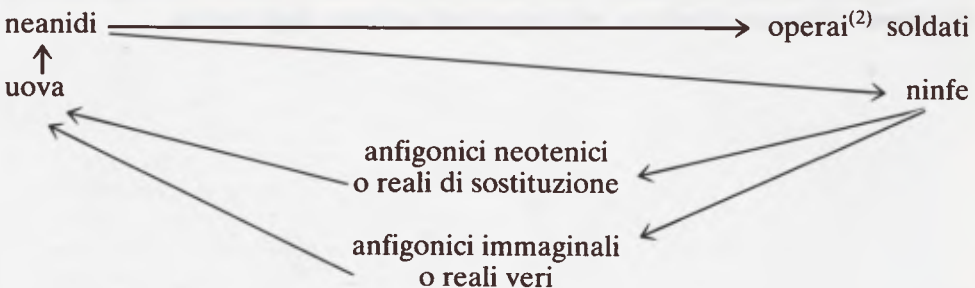 neanidi operai(2) soldati
uova ninfe
anfigonici neotenici
o reali di sostituzione
anfigonici immaginali
o reali veri